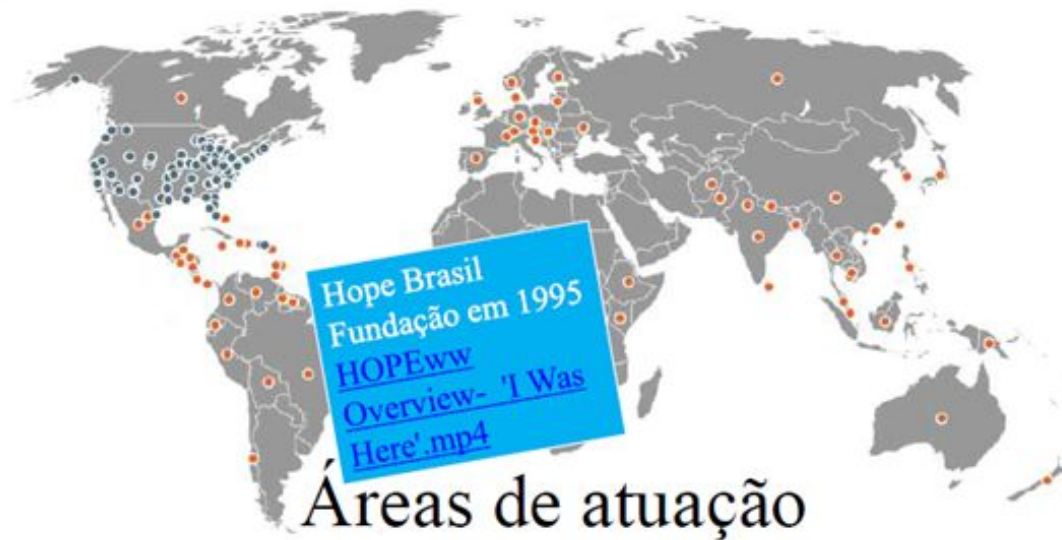 Hope Brasil
Fundação em 1995
HOPEww
Overview- 'I Was
Here'.mp4
Áreas de atuação